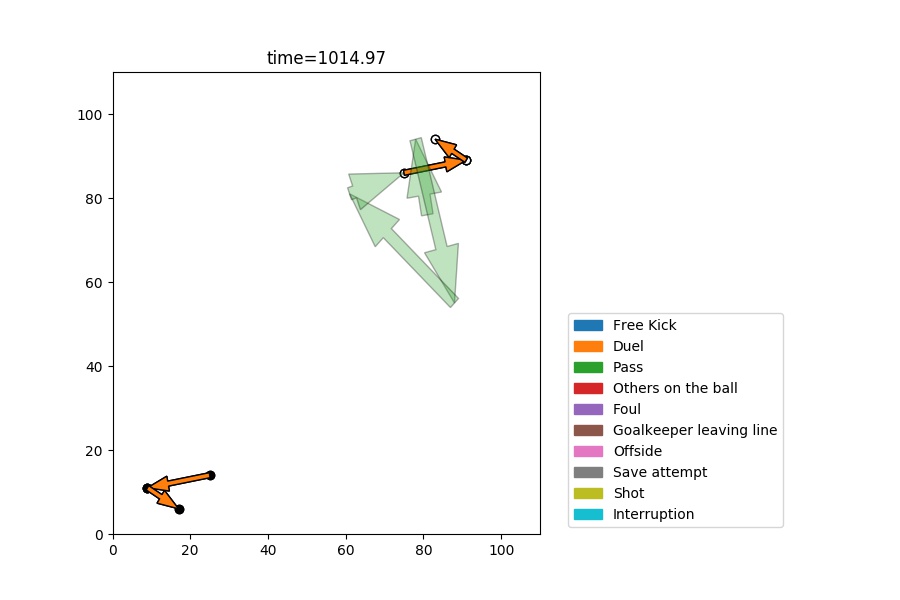 time=1014.97
100
80
60
40
20
0
0 20 40 60 80 100
Free Kick
Duel
Pass
Others on the ball
Foul
Goalkeeper leaving line
Offside
Save attempt
Shot
Interruption